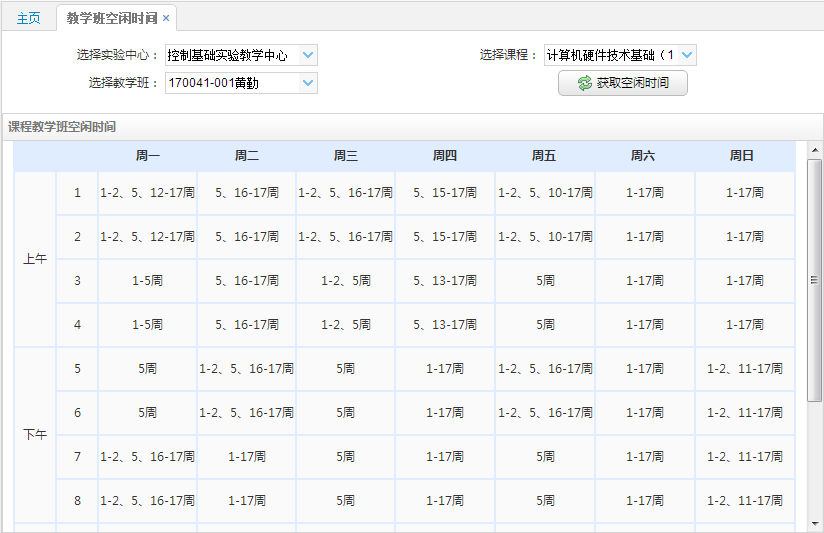 主页 教学班空闲时间 ×
选择实验中心： 控制基础实验教学中心 选择课程： 计算机硬件技术基础（1
选择教学班： 170041-001黄勤 获取空闲时间
课程教学班空闲时间
周一 周二 周三 周四 周五 周六 周日
上午
1 1-2、5、12-17周 5、16-17周 1-2、5、16-17周 5、15-17周 1-2、5、10-17周 1-17周 1-17周
2 1-2、5、12-17周 5、16-17周 1-2、5、16-17周 5、15-17周 1-2、5、10-17周 1-17周 1-17周
3 1-5周 5、16-17周 1-2、5周 5、13-17周 5周 1-17周 1-17周
4 1-5周 5、16-17周 1-2、5周 5、13-17周 5周 1-17周 1-17周
下午
5 5周 1-2、5、16-17周 5周 1-17周 1-2、5、16-17周 1-17周 1-2、11-17周
6 5周 1-2、5、16-17周 5周 1-17周 1-2、5、16-17周 1-17周 1-2、11-17周
7 1-2、5、16-17周 1-17周 5周 1-17周 5周 1-17周 1-2、11-17周
8 1-2、5、16-17周 1-17周 5周 1-17周 5周 1-17周 1-2、11-17周